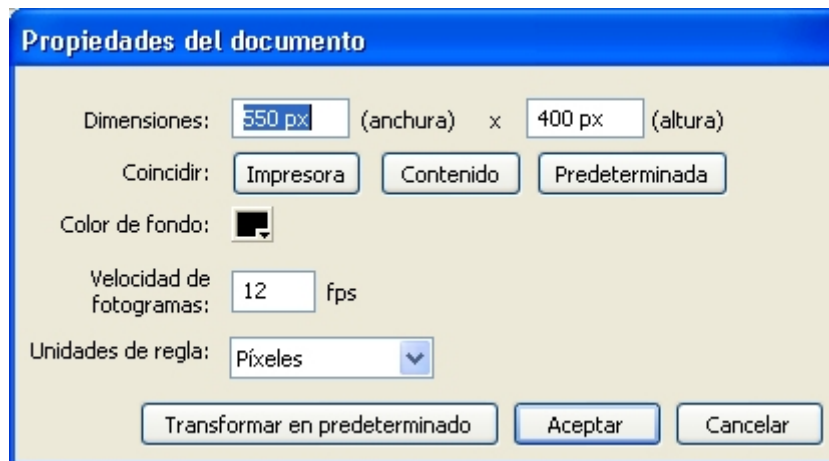 Propiedades del documento
Dimensiones: 550 px (anchura) x 400 px (altura)
Coincidir: Impresora Contenido Predeterminada
Color de fondo:
Velocidad de
fotogramas: 12 fps
Unidades de regla: Píxeles
Transformar en predeterminado Aceptar Cancelar